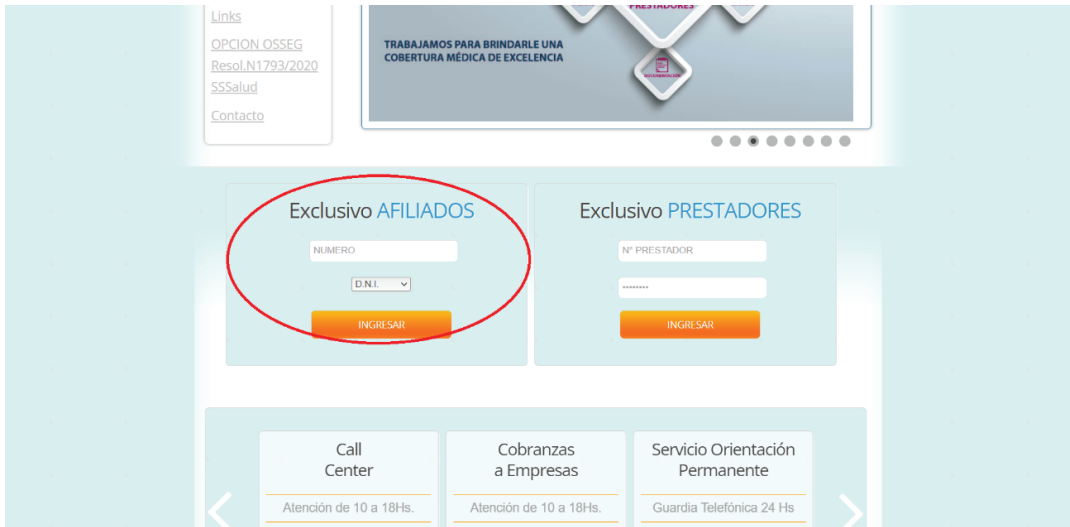 Links
OPCION OSSEG
Resol.N1793/2020
SSSalud
Contacto
PRESTADORES
TRABAJAMOS PARA BRINDARLE UNA
COBERTURA MÉDICA DE EXCELENCIA
Exclusivo AFILIADOS
NUMERO
D.N.I.
INGRESAR
Exclusivo PRESTADORES
N° PRESTADOR
********
INGRESAR
Call
Center
Atención de 10 a 18Hs.
Cobranzas
a Empresas
Atención de 10 a 18Hs.
Servicio Orientación
Permanente
Guardia Telefónica 24 Hs